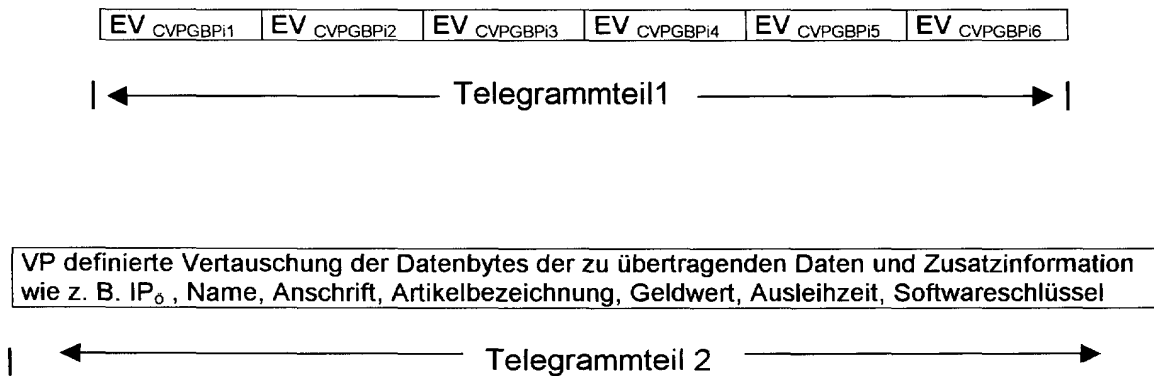 EV CVPGBPi1 EV CVPGBPi2 EV CVPGBPi3 EV CVPGBPi4 EV CVPGBPi5 EV CVPGBPi6
Telegrammteil1
VP definierte Vertauschung der Datenbytes der zu übertragenden Daten und Zusatzinformation
wie z. B. IPö , Name, Anschrift, Artikelbezeichnung, Geldwert, Ausleihzeit, Softwareschlüssel
Telegrammteil 2